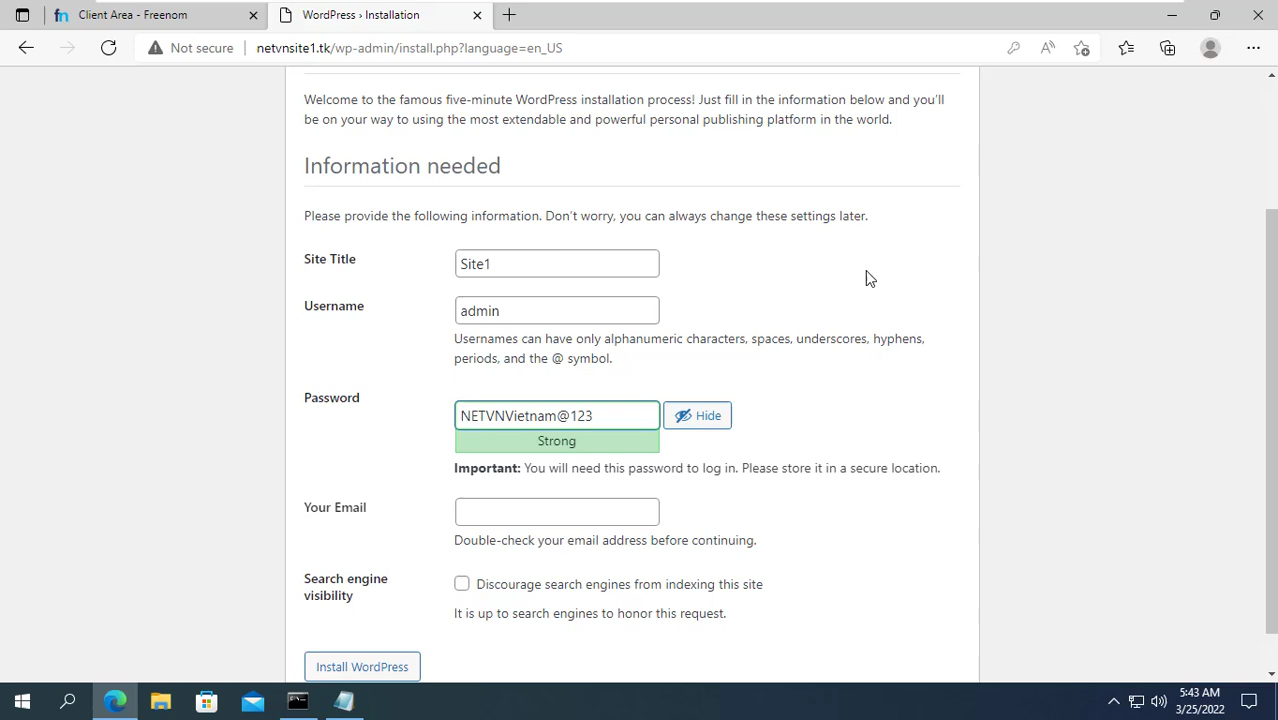 Client Area - Freenom
WordPress › Installation
Not secure
netvnsite1.tk/wp-admin/install.php?language=en_US
Welcome to the famous five-minute WordPress installation process! Just fill in the information below and you’ll
be on your way to using the most extendable and powerful personal publishing platform in the world.
Information needed
Please provide the following information. Don’t worry, you can always change these settings later.
Site Title
Site1
Username
admin
Usernames can have only alphanumeric characters, spaces, underscores, hyphens,
periods, and the @ symbol.
Password
NETVNVietnam@123
Hide
Strong
Important: You will need this password to log in. Please store it in a secure location.
Your Email
Double-check your email address before continuing.
Search engine
visibility
Discourage search engines from indexing this site
It is up to search engines to honor this request.
Install WordPress
5:43 AM
3/25/2022